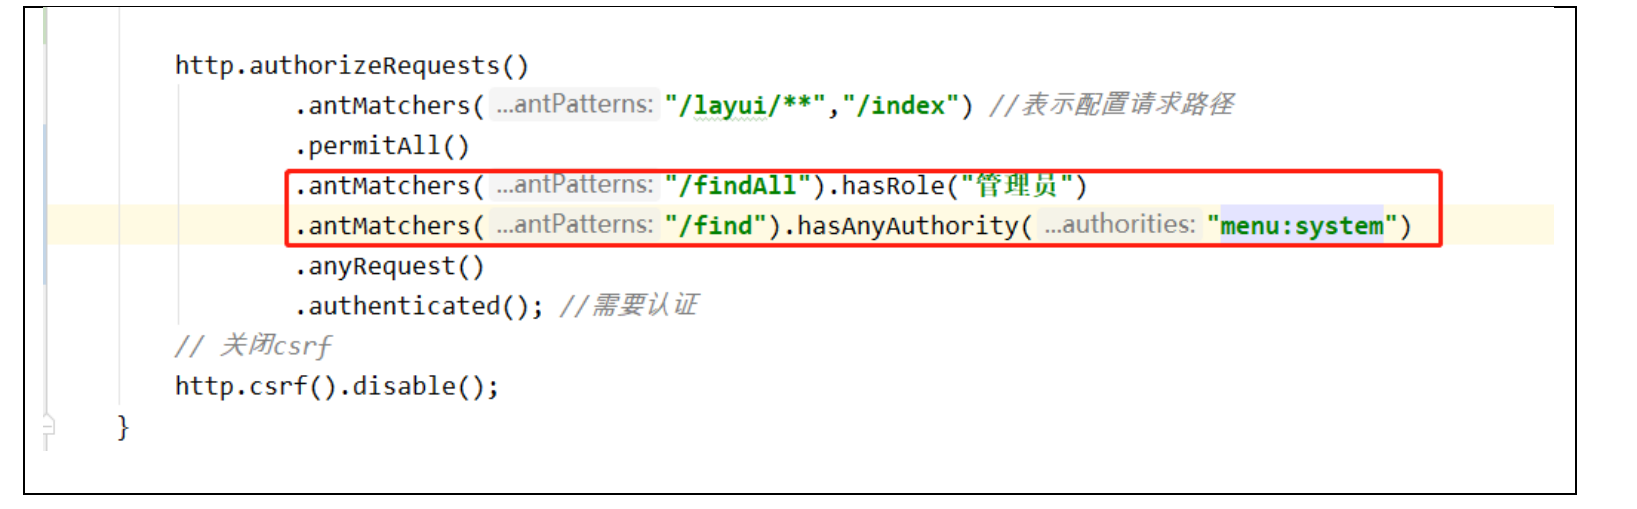 http.authorizeRequests()
.antMatchers( ...antPatterns: "/layui/**","/index") //表示配置请求路径
.permitAll()
.antMatchers( ...antPatterns: "/findAll").hasRole("管理员")
.antMatchers( ...antPatterns: "/find").hasAnyAuthority( ...authorities: "menu:system")
.anyRequest()
.authenticated(); //需要认证
// 关闭csrf
http.csrf().disable();
}